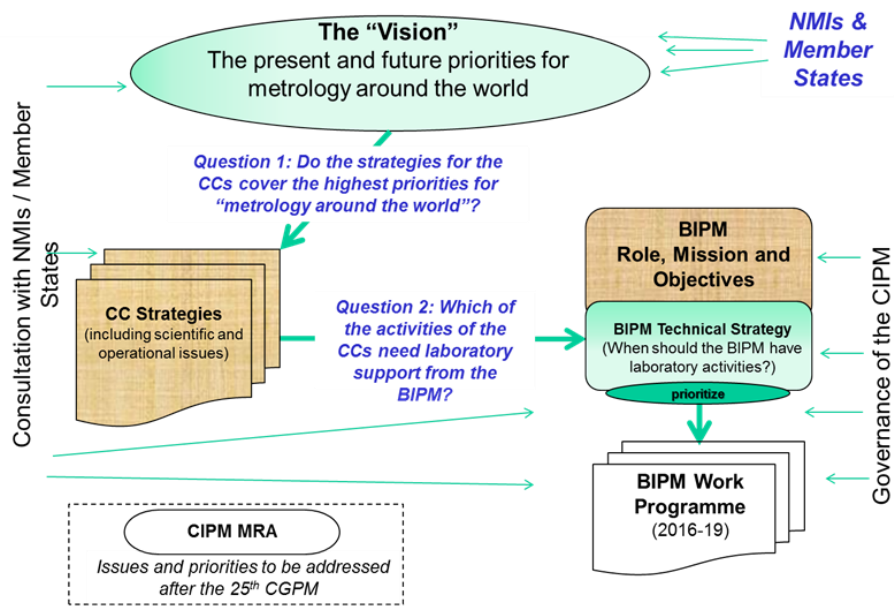 The “Vision”
The present and future priorities for
metrology around the world
NMIs &
Member
States
Question 1: Do the strategies for the
CCs cover the highest priorities for
“metrology around the world”?
Consultation with NMIs / Member
States
CC Strategies
(including scientific and
operational issues)
Question 2: Which of
the activities of the
CCs need laboratory
support from the
BIPM?
BIPM
Role, Mission and
Objectives
BIPM Technical Strategy
(When should the BIPM have
laboratory activities?)
prioritize
BIPM Work
Programme
(2016-19)
Governance of the CIPM
CIPM MRA
Issues and priorities to be addressed
after the 25th CGPM